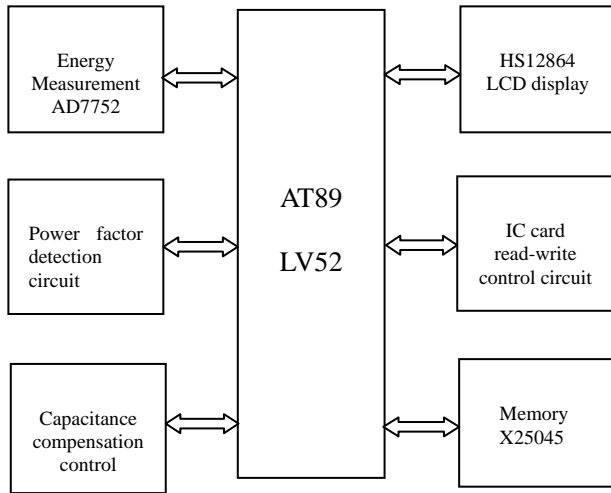 Energy
Measurement
AD7752
HS12864
LCD display
AT89
LV52
Power factor
detection
circuit
IC card
read-write
control circuit
Capacitance
compensation
control
Memory
X25045